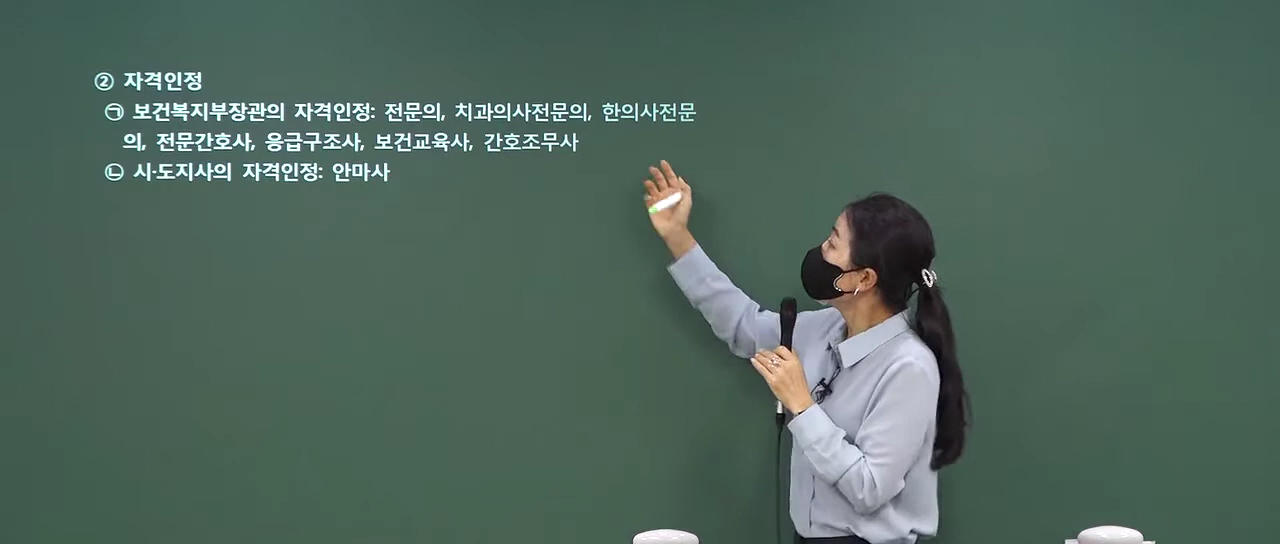 ② 자격인정
㉠ 보건복지부장관의 자격인정: 전문의, 치과의사전문의, 한의사전문
의, 전문간호사, 응급구조사, 보건교육사, 간호조무사
㉡ 시·도지사의 자격인정: 안마사